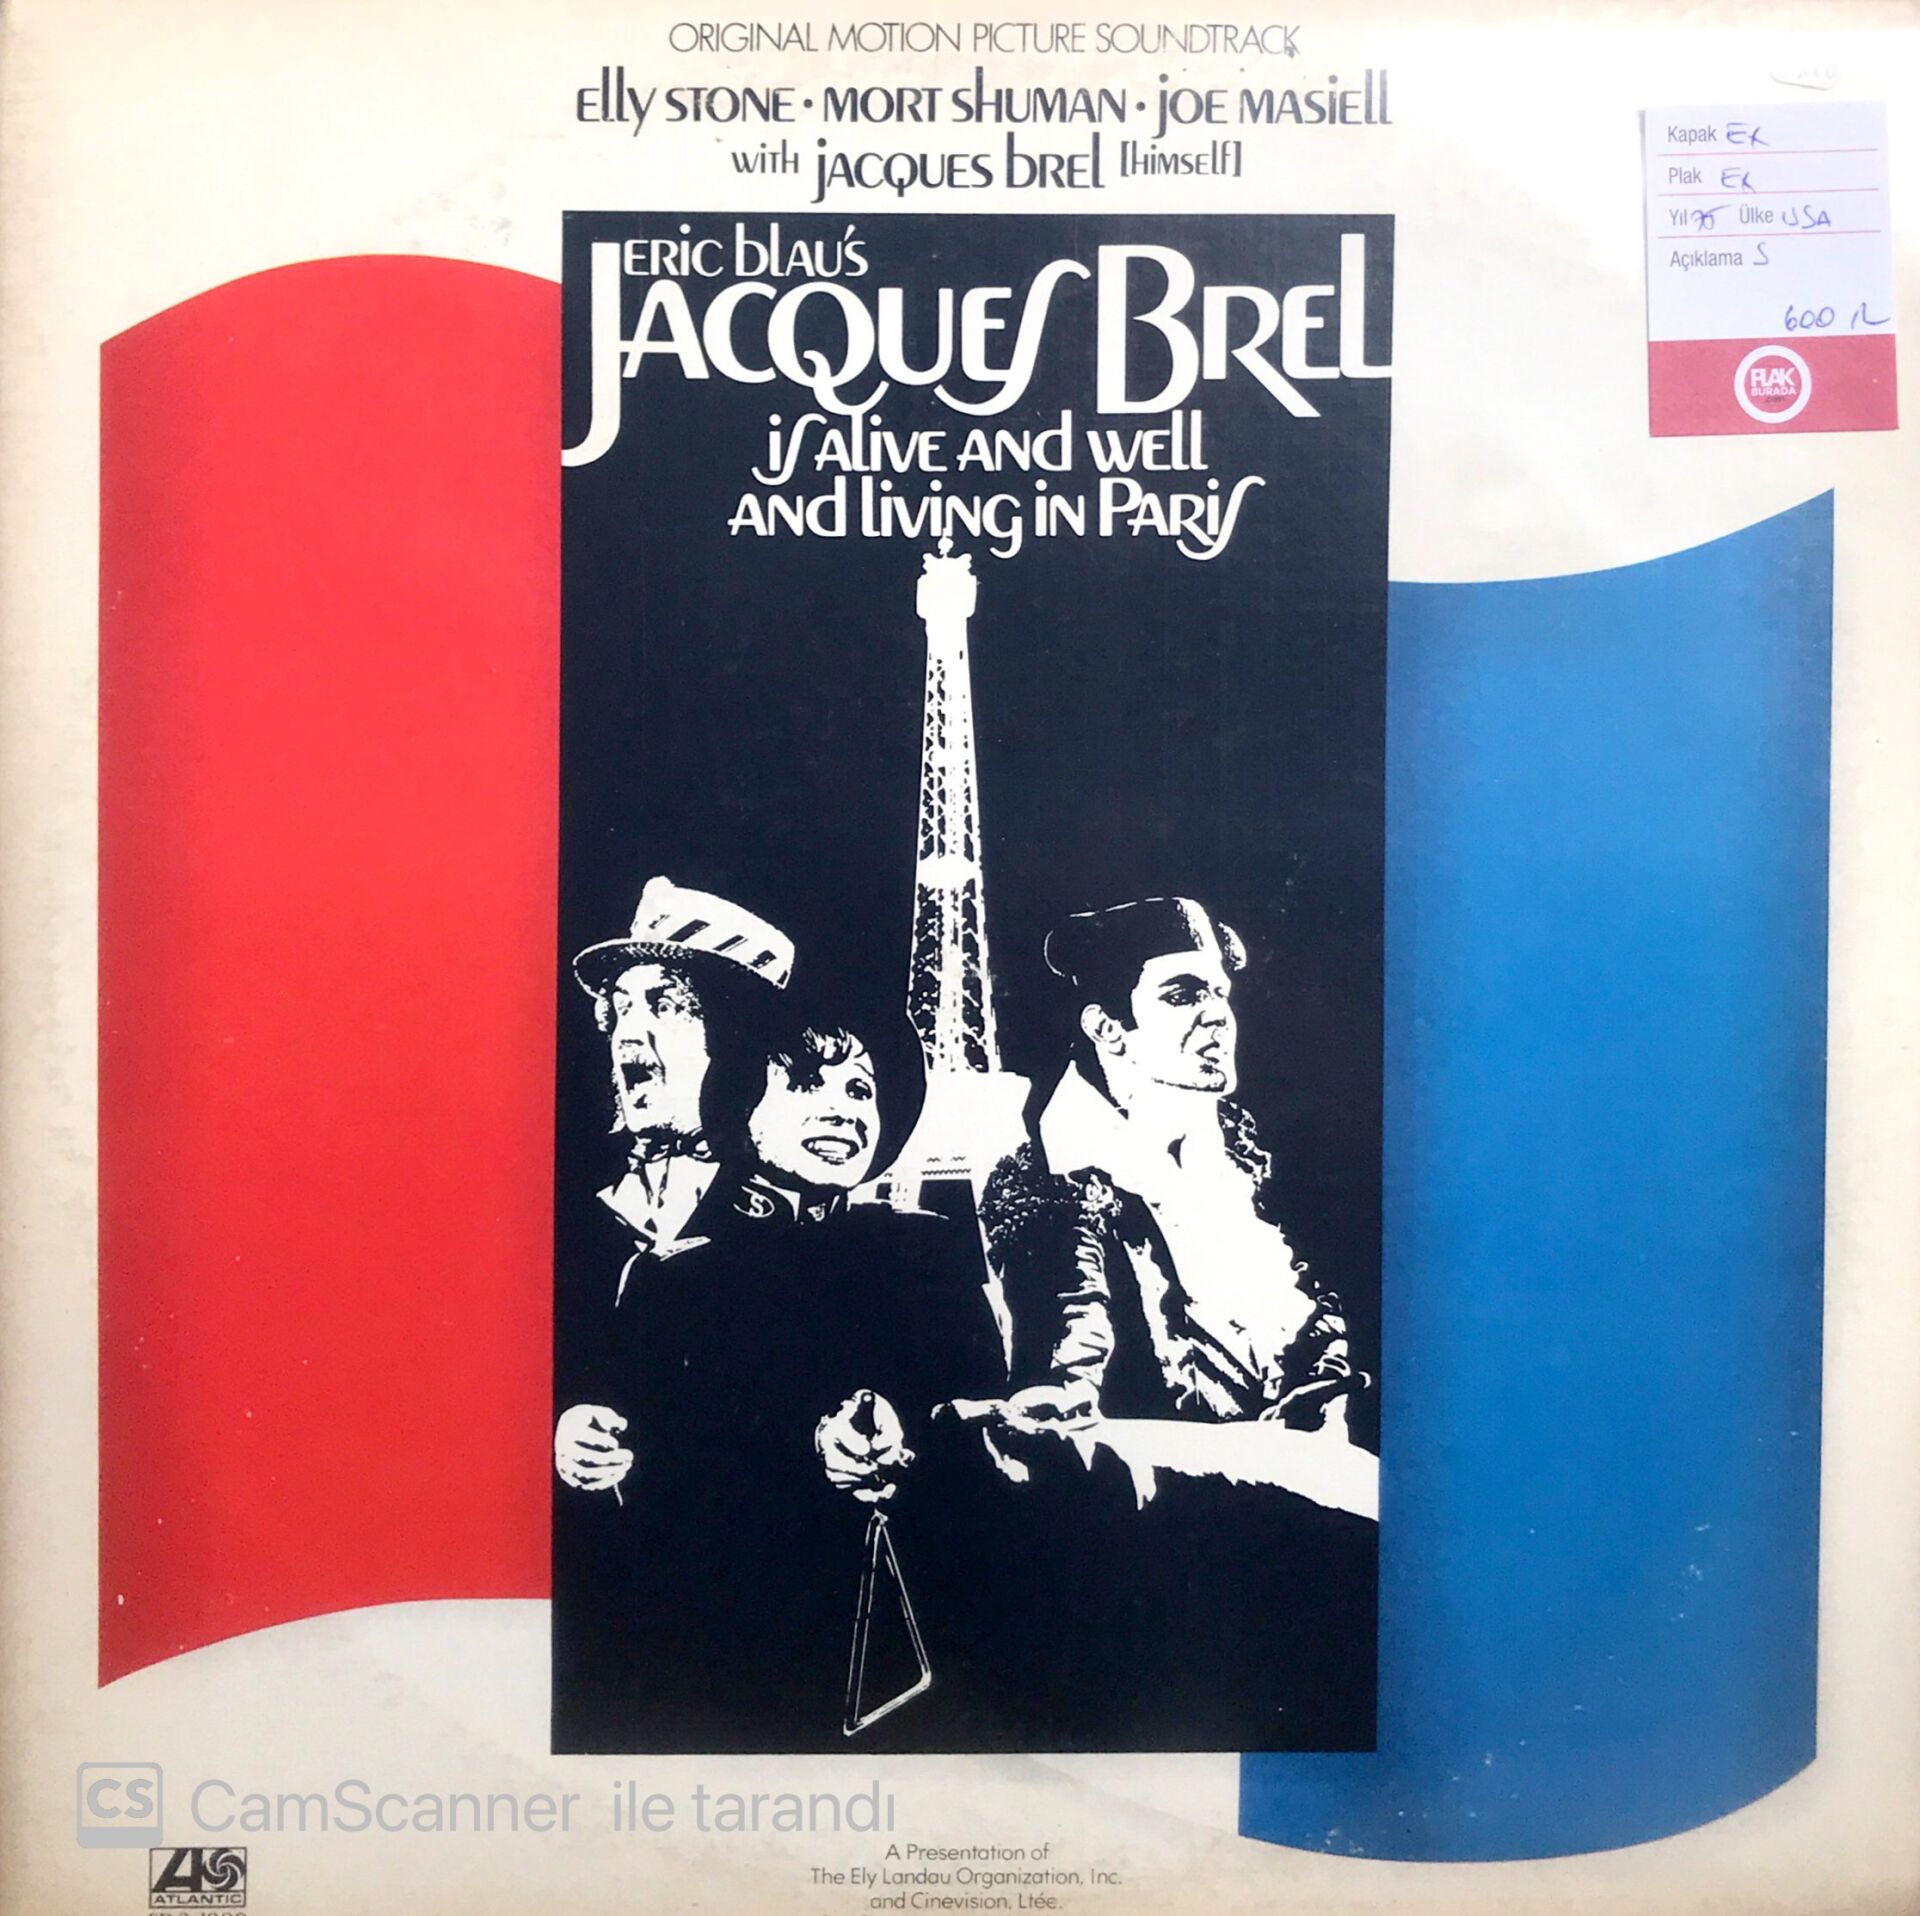 ORIGINAL MOTION PICTURE SOUNDTRACK
Elly STONE • MORT SHUMAN • JOE MASIELL
WITH JACQUES BREL [HIMSELF]
Kapak EX
Plak EX
Yıl 75 Ülke USA
Açıklama S
600 TL
PLAK
BURADA
.com
ERIC BLAU'S
JACQUES BREL
IS ALIVE AND WELL
AND LIVING IN PARIS
S
CS CamScanner ile tarandı
ATLANTIC
A Presentation of
The Ely Landau Organization, Inc.
and Cinevision, Ltée.